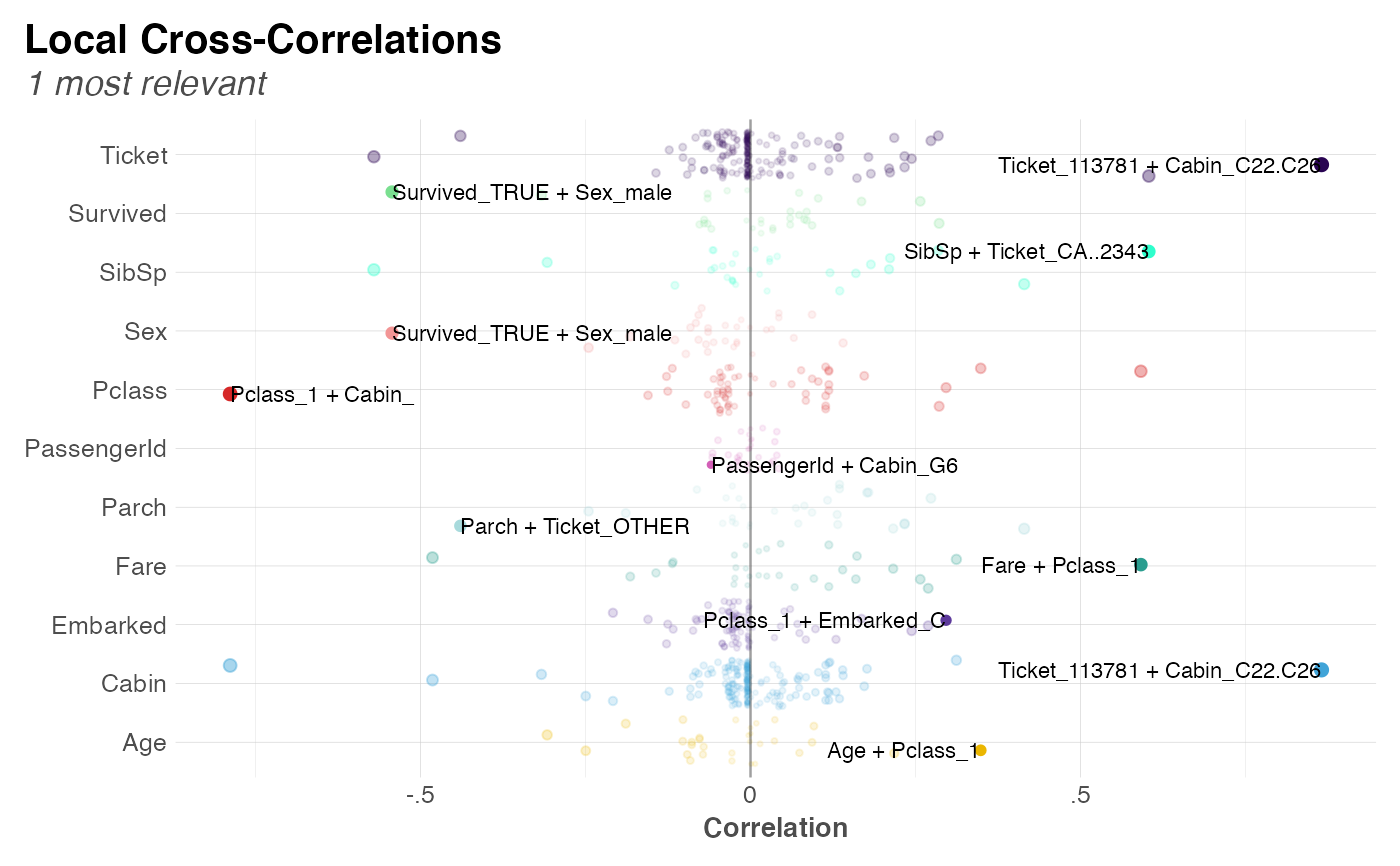 Local Cross-Correlations
1 most relevant
Ticket
Ticket_113781 + Cabin_C22.C26
Survived_TRUE + Sex_male
Survived
SibSp + Ticket_CA..2343
SibSp
Sex
Survived_TRUE + Sex_male
Pclass
Pclass_1 + Cabin_
PassengerId
PassengerId + Cabin_G6
Parch
Parch + Ticket_OTHER
Fare
Fare + Pclass_1
Embarked
Pclass_1 + Embarked_C
Cabin
Ticket_113781 + Cabin_C22.C26
Age
Age + Pclass_1
-.5 0 .5
Correlation